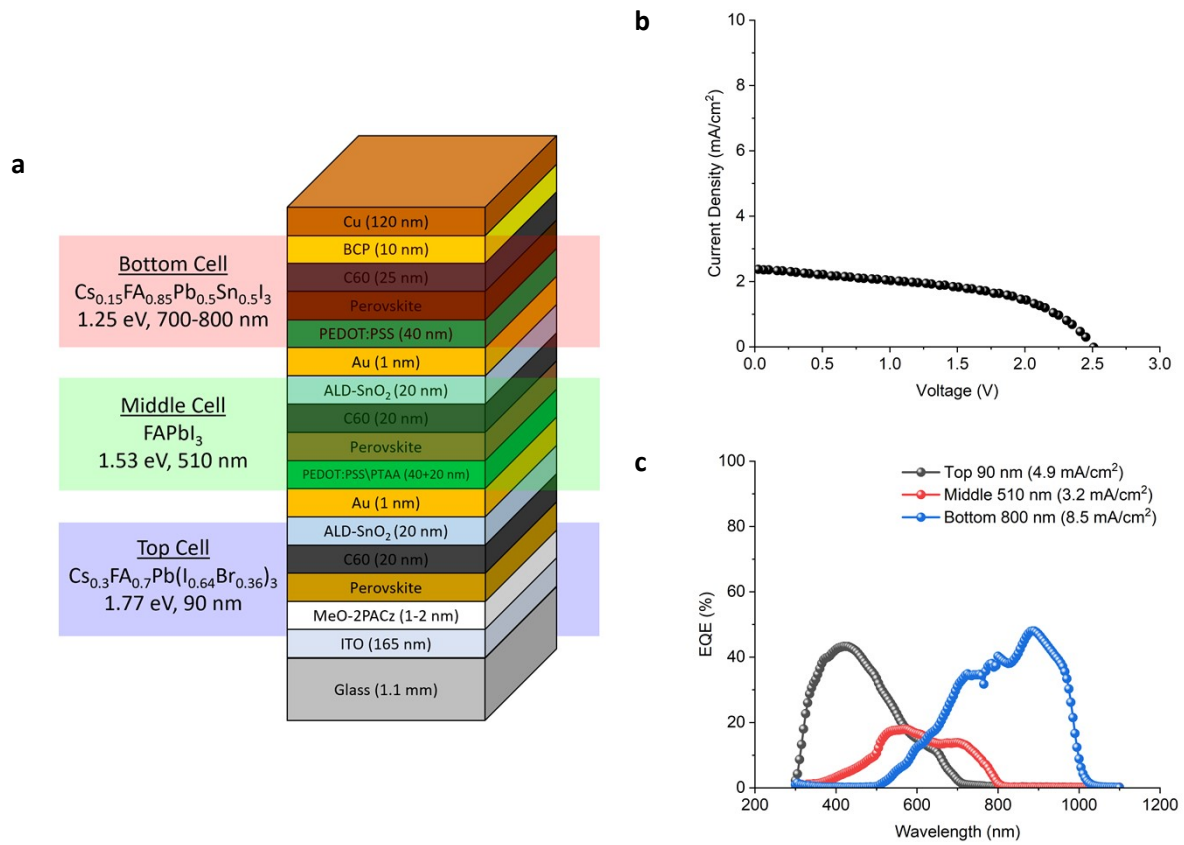 a
Bottom Cell
Cs0.15FA0.85Pb0.5Sn0.5I3
1.25 eV, 700-800 nm
Middle Cell
FAPbI3
1.53 eV, 510 nm
Top Cell
Cs0.3FA0.7Pb(I0.64Br0.36)3
1.77 eV, 90 nm
Cu (120 nm)
BCP (10 nm)
C60 (25 nm)
Perovskite
PEDOT:PSS (40 nm)
Au (1 nm)
ALD-SnO2 (20 nm)
C60 (20 nm)
Perovskite
PEDOT:PSS\PTAA (40+20 nm)
Au (1 nm)
ALD-SnO2 (20 nm)
C60 (20 nm)
Perovskite
MeO-2PACz (1-2 nm)
ITO (165 nm)
Glass (1.1 mm)
b
Current Density (mA/cm2)
10
8
6
4
2
0
0.0 0.5 1.0 1.5 2.0 2.5 3.0
Voltage (V)
c
Top 90 nm (4.9 mA/cm2)
Middle 510 nm (3.2 mA/cm2)
Bottom 800 nm (8.5 mA/cm2)
EQE (%)
100
80
60
40
20
0
200 400 600 800 1000 1200
Wavelength (nm)